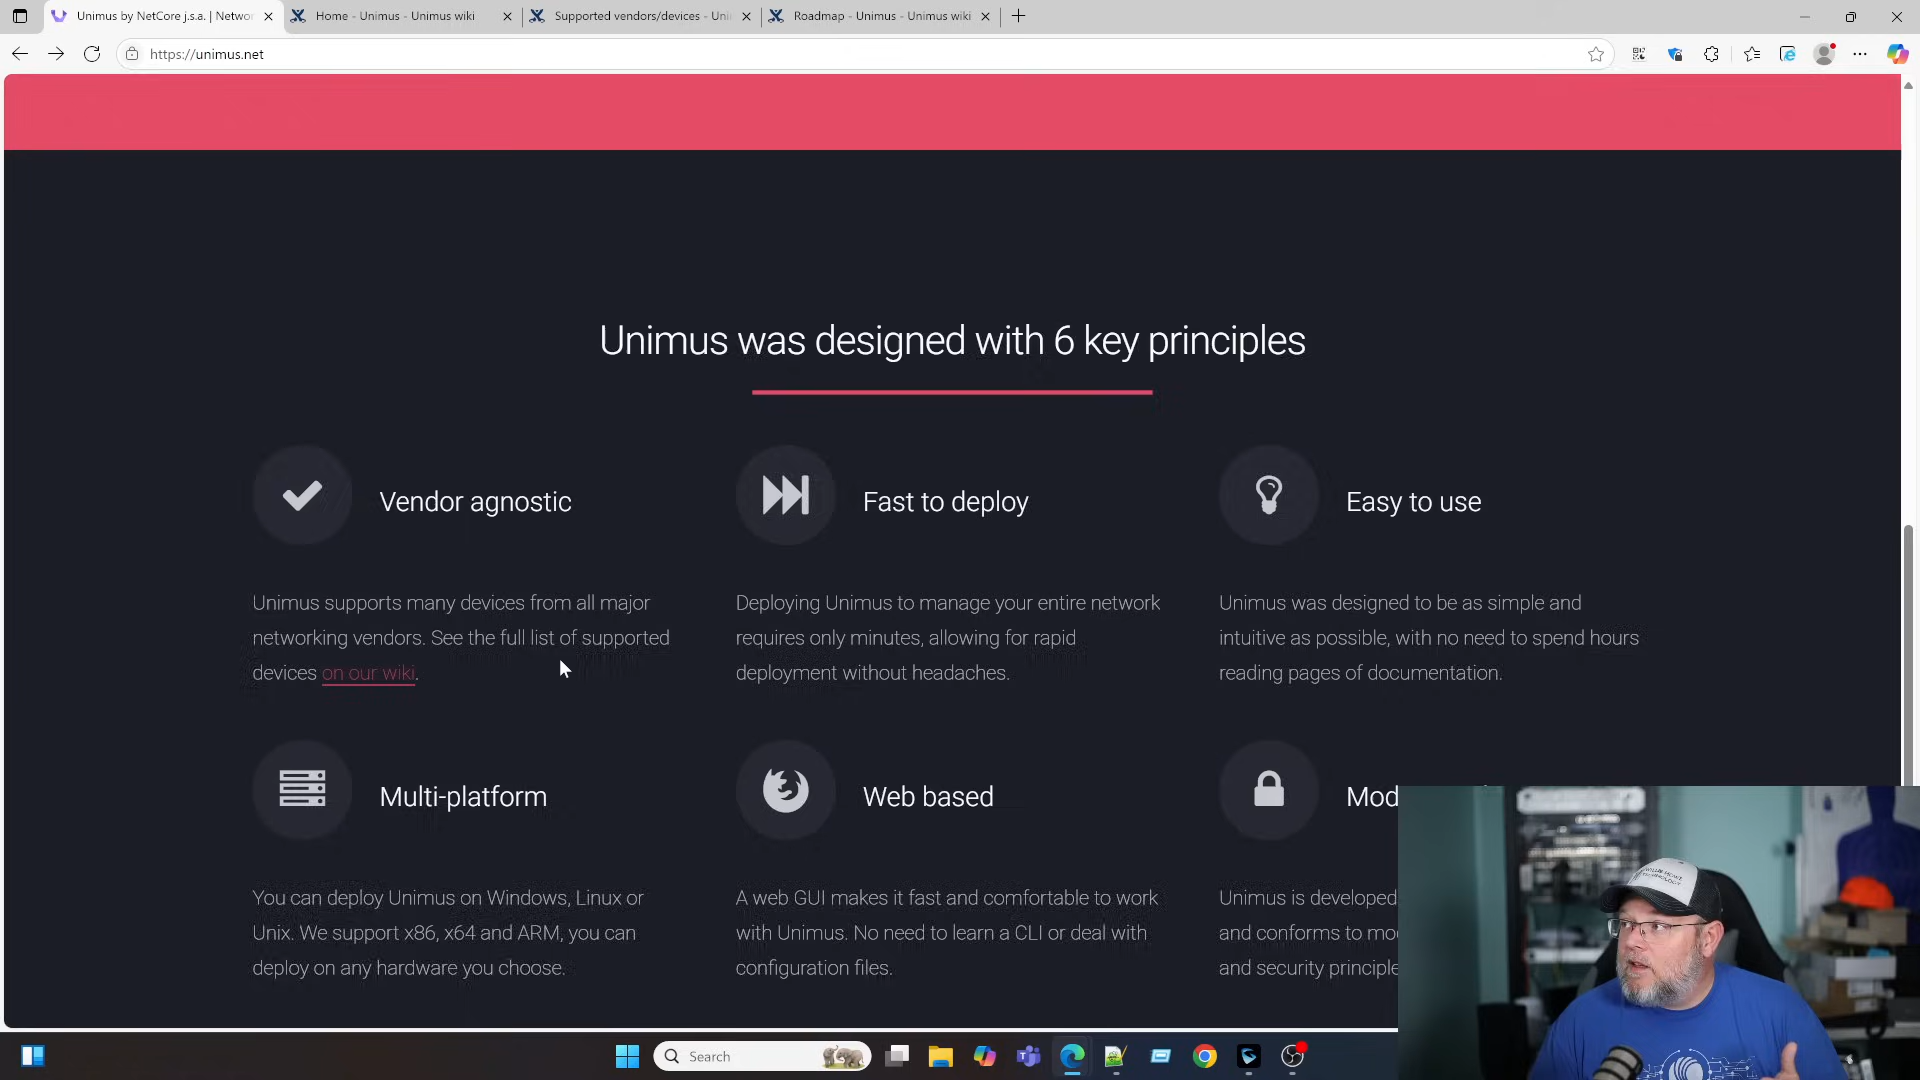 Unimus by NetCore j.s.a. | Netwo
Home - Unimus - Unimus wiki
Supported vendors/devices - Uni
Roadmap - Unimus - Unimus wiki
https://unimus.net
Unimus was designed with 6 key principles
Vendor agnostic
Fast to deploy
Easy to use
Unimus supports many devices from all major
networking vendors. See the full list of supported
devices on our wiki.
Deploying Unimus to manage your entire network
requires only minutes, allowing for rapid
deployment without headaches.
Unimus was designed to be as simple and
intuitive as possible, with no need to spend hours
reading pages of documentation.
Multi-platform
Web based
Mod
You can deploy Unimus on Windows, Linux or
Unix. We support x86, x64 and ARM, you can
deploy on any hardware you choose.
A web GUI makes it fast and comfortable to work
with Unimus. No need to learn a CLI or deal with
configuration files.
Unimus is developed
and conforms to mo
and security principle
Search